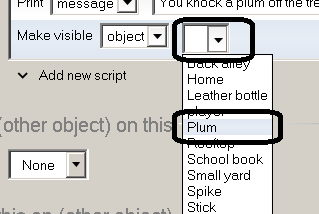 Print message You knock a plum off the tre
Make visible object
Back alley
Home
Add new script
Leather bottle
player
(other object) on this
Plum
Rooftop
None
School book
Small yard
Spike
Stick
this on (other object)